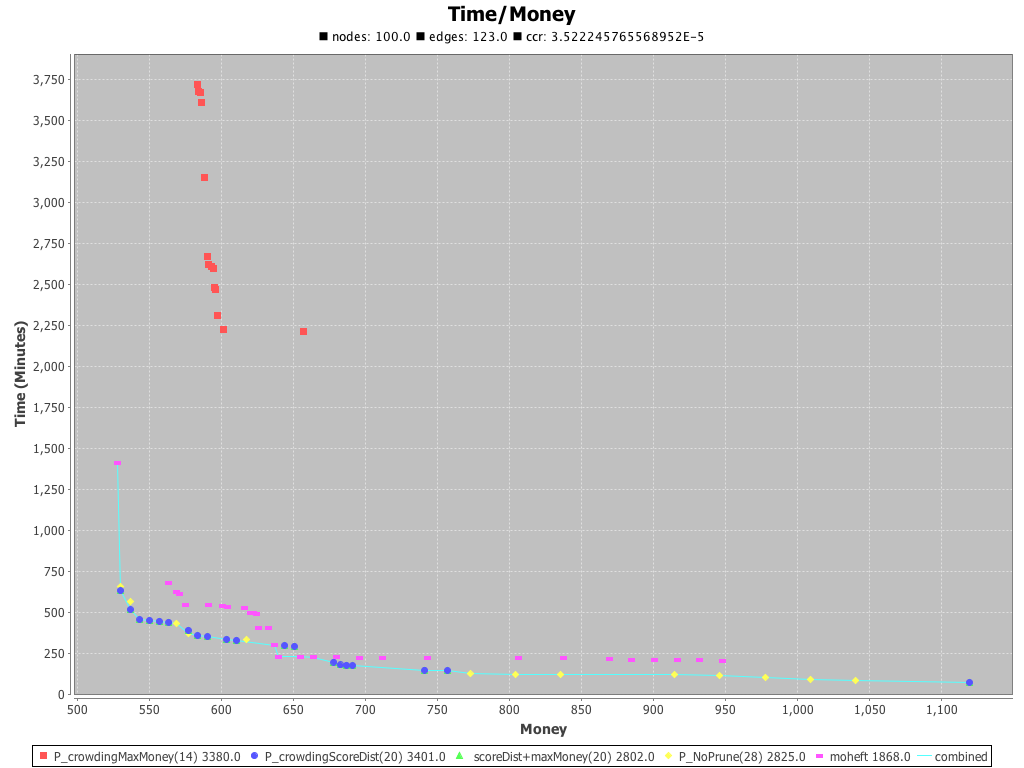 Time/Money
nodes: 100.0 edges: 123.0 ccr: 3.522245765568952E-5
3,750
3,500
3,250
3,000
2,750
2,500
2,250
2,000
1,750
1,500
1,250
1,000
750
500
250
0
Time (Minutes)
500 550 600 650 700 750 800 850 900 950 1,000 1,050 1,100
Money
P_crowdingMaxMoney(14) 3380.0 P_crowdingScoreDist(20) 3401.0 scoreDist+maxMoney(20) 2802.0 P_NoPrune(28) 2825.0 moheft 1868.0 combined